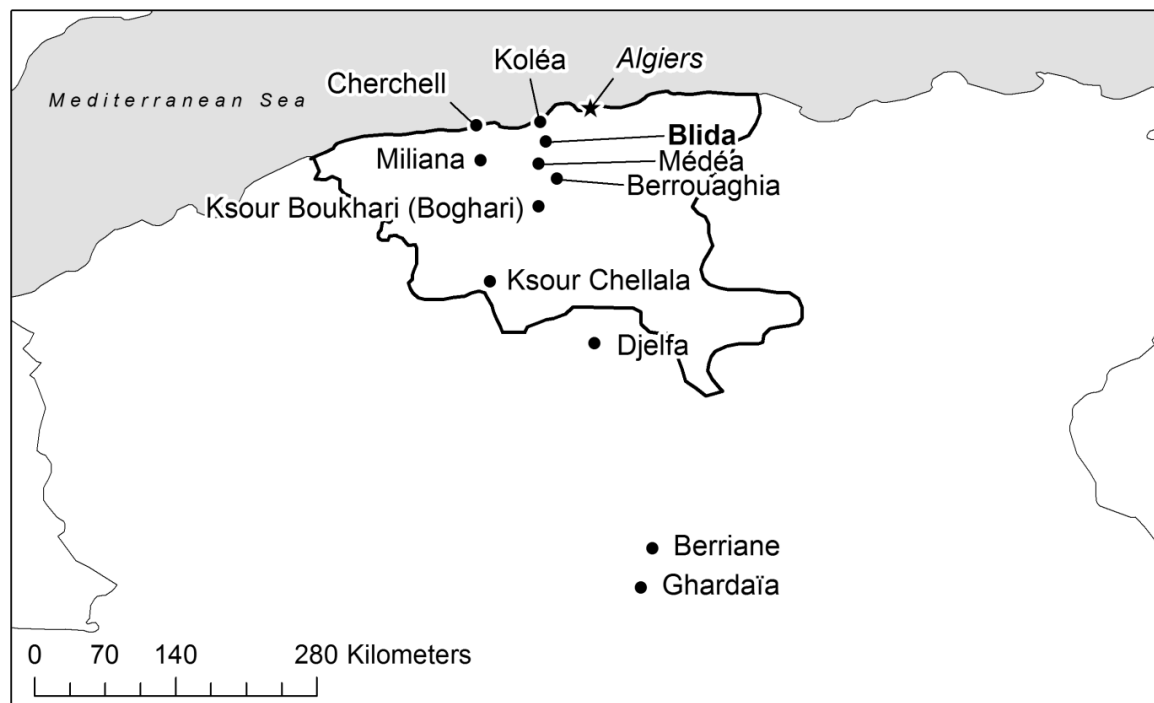 Koléa
Algiers
Cherchell
Mediterranean Sea
Blida
Miliana
Médéa
Berrouaghia
Ksour Boukhari (Boghari)
Ksour Chellala
Djelfa
Berriane
Ghardaïa
0 70 140 280 Kilometers